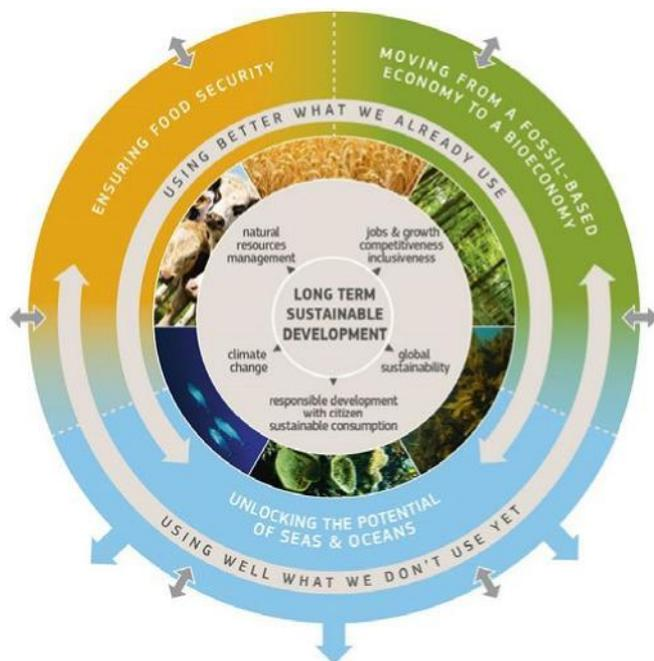 ENSURING FOOD SECURITY
MOVING FROM A FOSSIL-BASED
ECONOMY TO A BIOECONOMY
USING BETTER WHAT WE ALREADY USE
natural
resources
management
jobs & growth
competitiveness
inclusiveness
LONG TERM
SUSTAINABLE
DEVELOPMENT
climate
change
global
sustainability
responsible development
with citizen
sustainable consumption
UNLOCKING THE POTENTIAL
OF SEAS & OCEANS
USING WELL WHAT WE DON'T USE YET